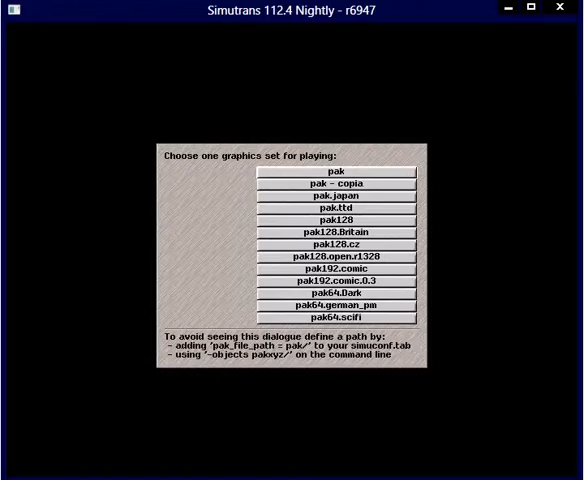 Simutrans 112.4 Nightly - r6947
Choose one graphics set for playing:
pak
pak - copia
pak.japan
pak.ttd
pak128
pak128.Britain
pak128.cz
pak128.open.r1328
pak192.comic
pak192.comic.0.3
pak64.Dark
pak64.german_pm
pak64.scifi
To avoid seeing this dialogue define a path by:
- adding 'pak_file_path = pak/' to your simuconf.tab
- using '-objects pakxyz/' on the command line